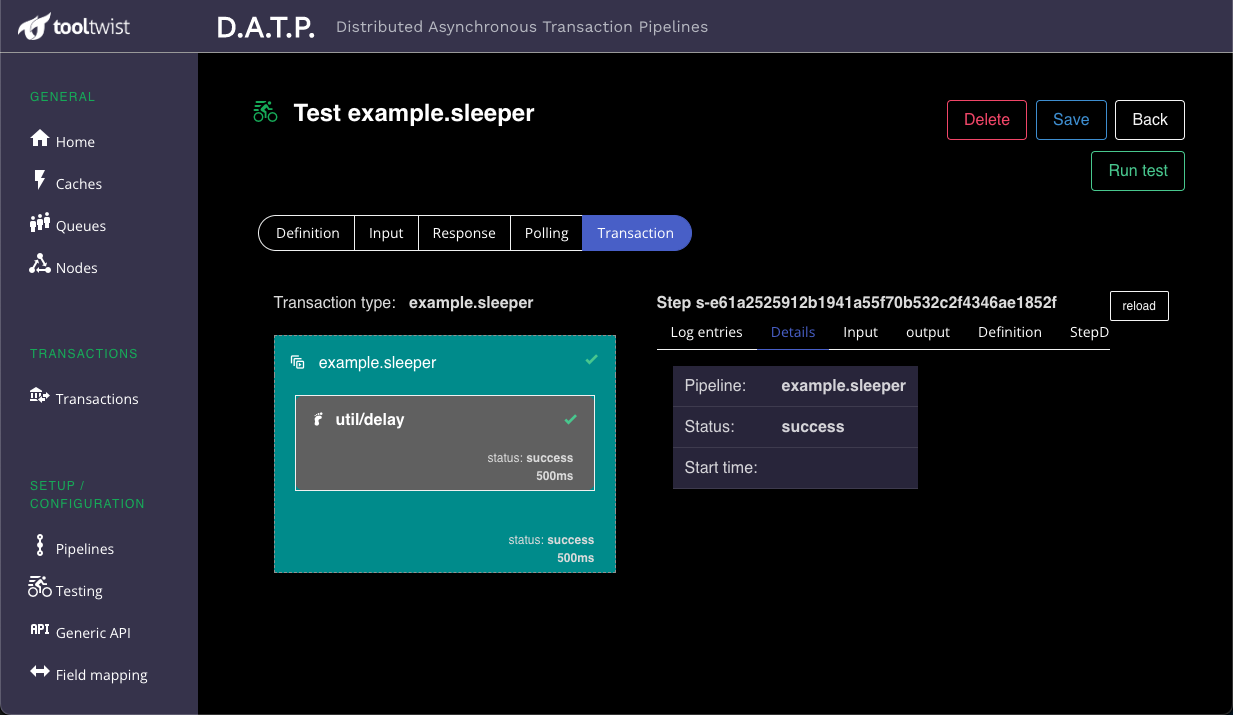 tooltwist
D.A.T.P. Distributed Asynchronous Transaction Pipelines
GENERAL
Home
Caches
Queues
Nodes
TRANSACTIONS
Transactions
SETUP /
CONFIGURATION
Pipelines
Testing
API Generic API
Field mapping
Test example.sleeper
Delete Save Back
Run test
Definition Input Response Polling Transaction
Transaction type: example.sleeper
example.sleeper
util/delay
status: success
500ms
status: success
500ms
Step s-e61a2525912b1941a55f70b532c2f4346ae1852f
reload
Log entries Details Input output Definition StepD
Pipeline: example.sleeper
Status: success
Start time: